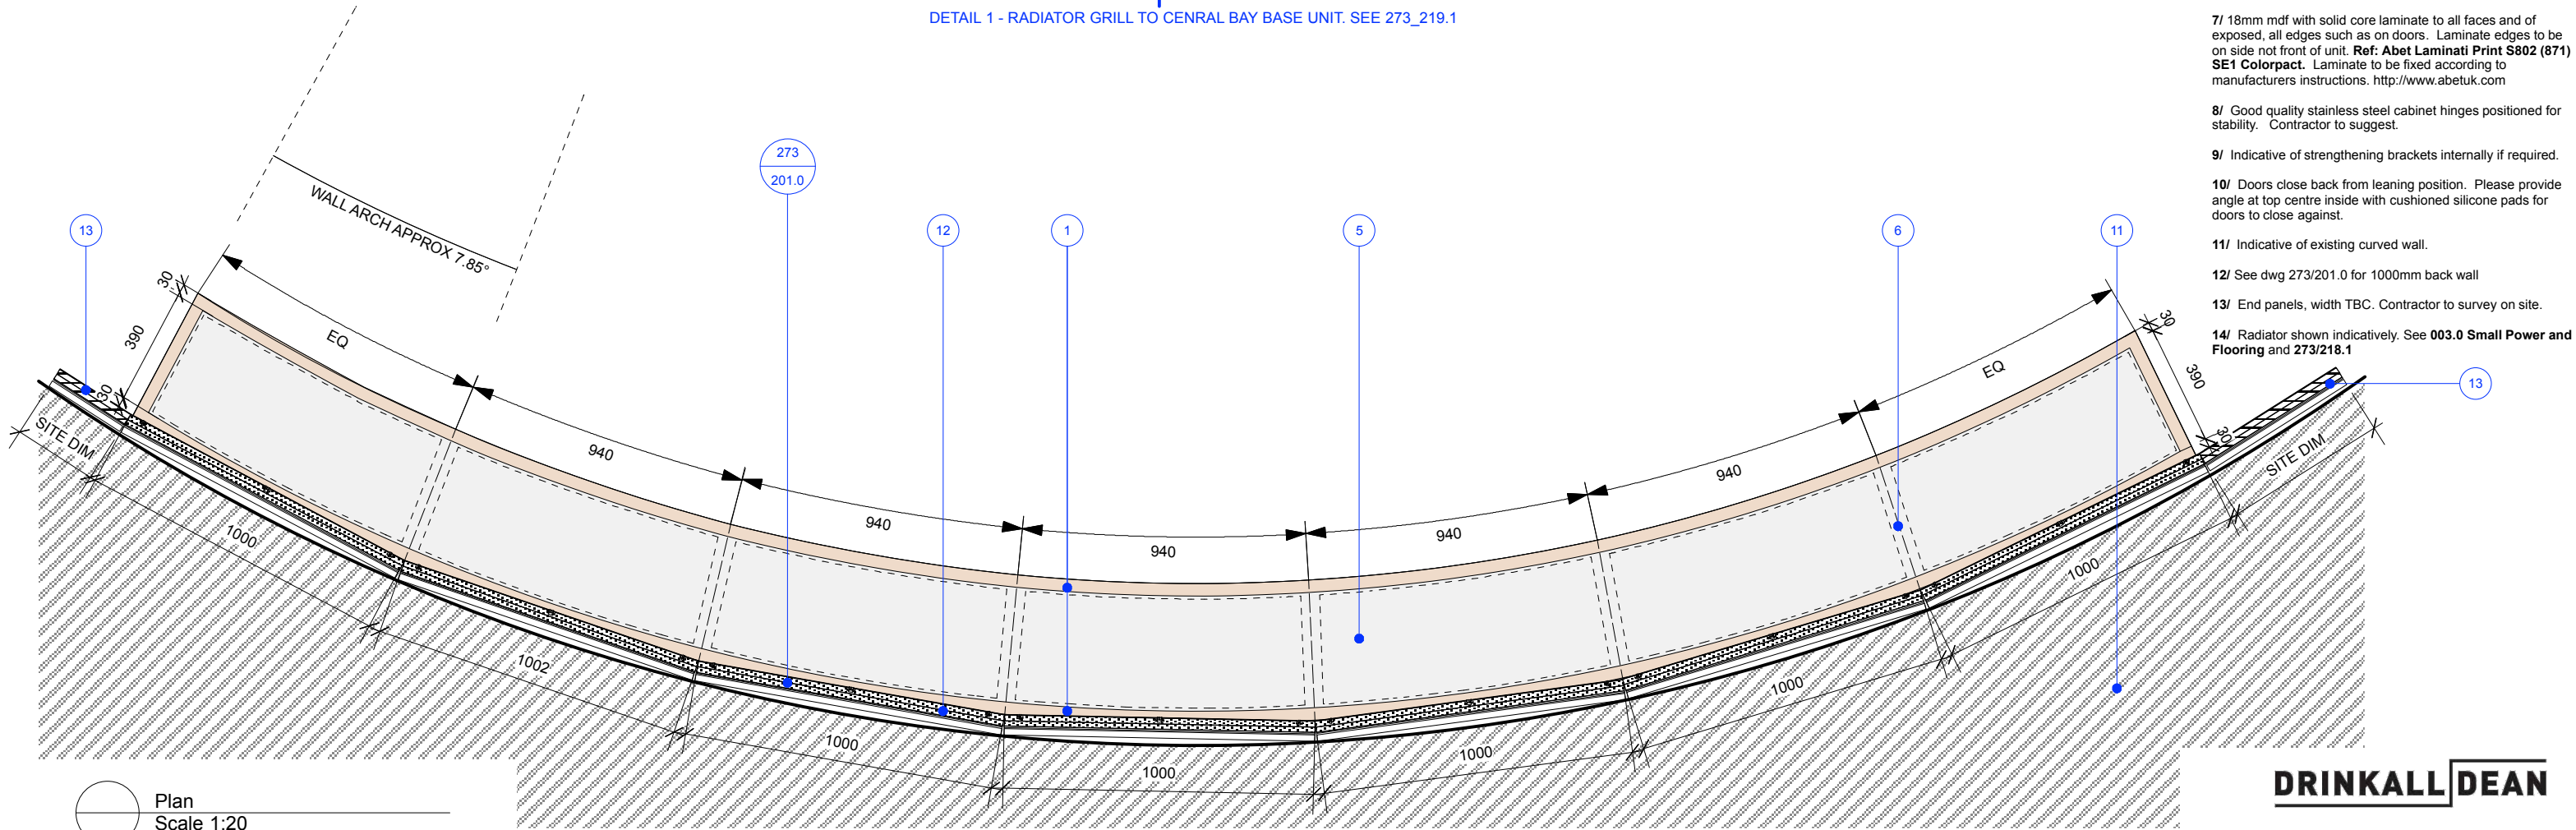 DETAIL 1 - RADIATOR GRILL TO CENRAL BAY BASE UNIT. SEE 273_219.1
7/ 18mm mdf with solid core laminate to all faces and of
exposed, all edges such as on doors. Laminate edges to be
on side not front of unit. Ref: Abet Laminati Print S802 (871)
SE1 Colorpact. Laminate to be fixed according to
manufacturers instructions. http://www.abetuk.com
8/ Good quality stainless steel cabinet hinges positioned for
stability. Contractor to suggest.
9/ Indicative of strengthening brackets internally if required.
10/ Doors close back from leaning position. Please provide
angle at top centre inside with cushioned silicone pads for
doors to close against.
11/ Indicative of existing curved wall.
12/ See dwg 273/201.0 for 1000mm back wall
13/ End panels, width TBC. Contractor to survey on site.
14/ Radiator shown indicatively. See 003.0 Small Power and
Flooring and 273/218.1
273
201.0
WALL ARCH APPROX 7.85°
13
12
1
5
6
11
13
30
390
30
EQ
940
940
940
940
940
EQ
30
390
30
SITE DIM
1000
1002
1000
1000
1000
1000
1000
SITE DIM
Plan
Scale 1:20
DRINKALL DEAN